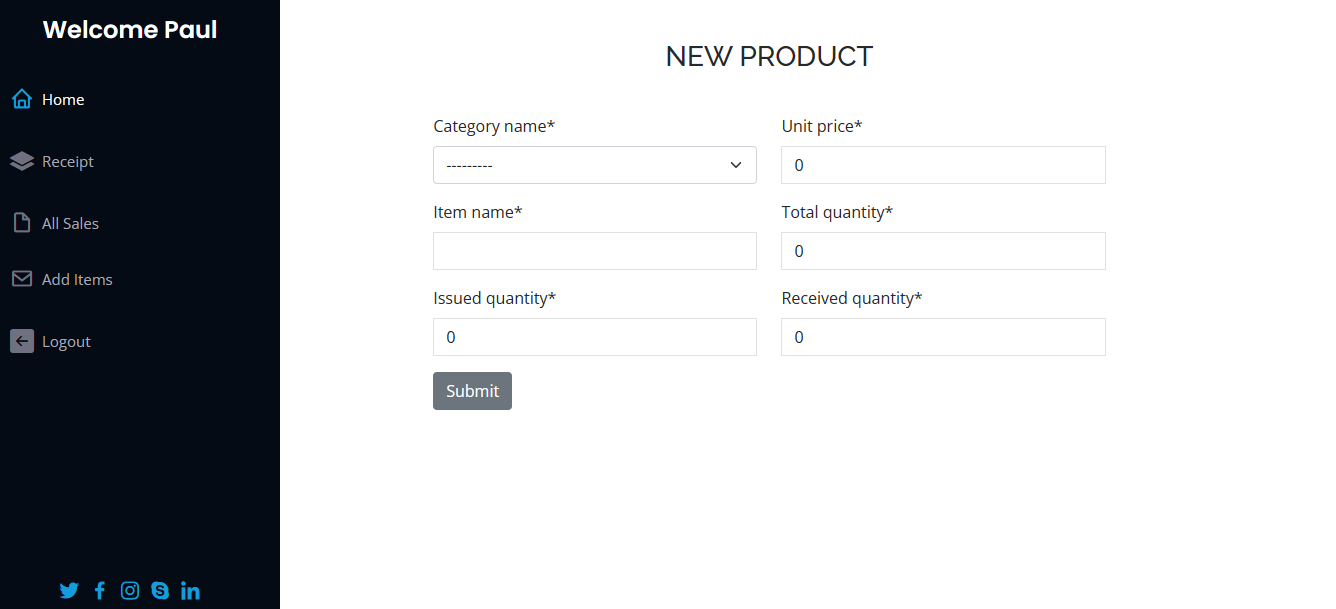 Welcome Paul
Home
Receipt
All Sales
Add Items
Logout
NEW PRODUCT
Category name*
---------
Unit price*
0
Item name*
Total quantity*
0
Issued quantity*
0
Received quantity*
0
Submit